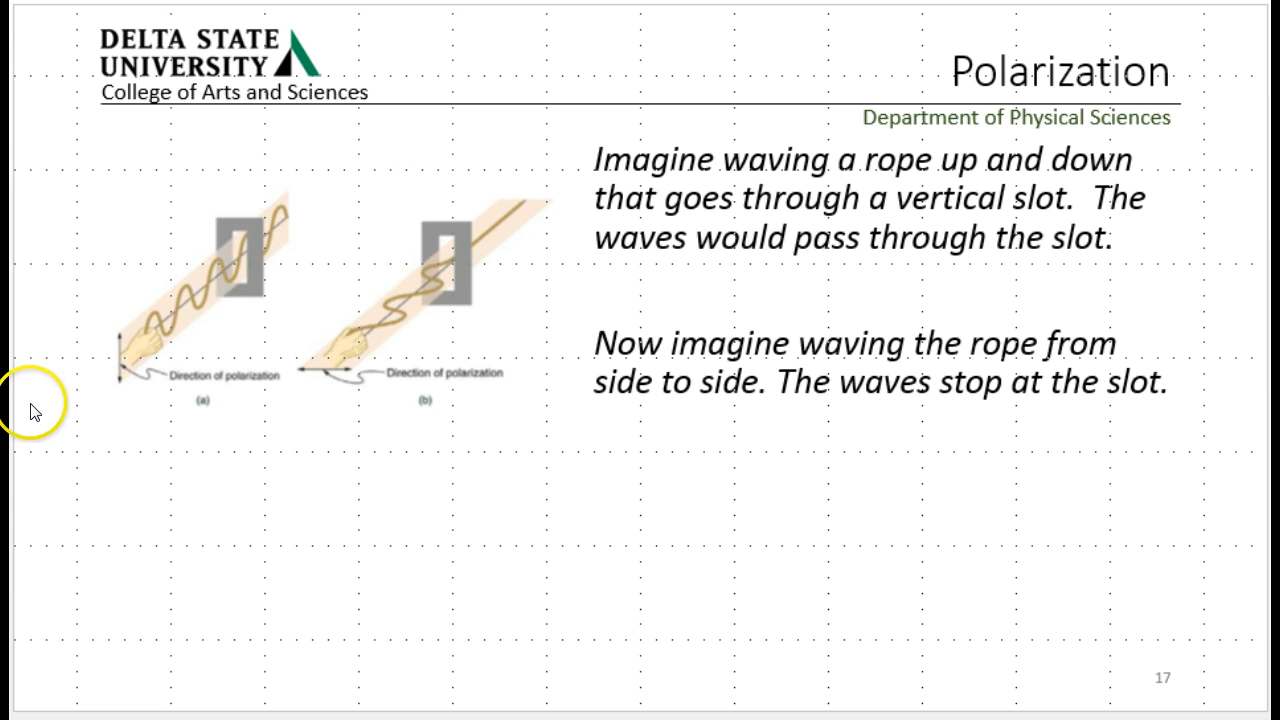 DELTA STATE
UNIVERSITY
College of Arts and Sciences
Polarization
Department of Physical Sciences
Imagine waving a rope up and down
that goes through a vertical slot. The
waves would pass through the slot.
Now imagine waving the rope from
side to side. The waves stop at the slot.
Direction of polarization
(a)
Direction of polarization
(b)
17